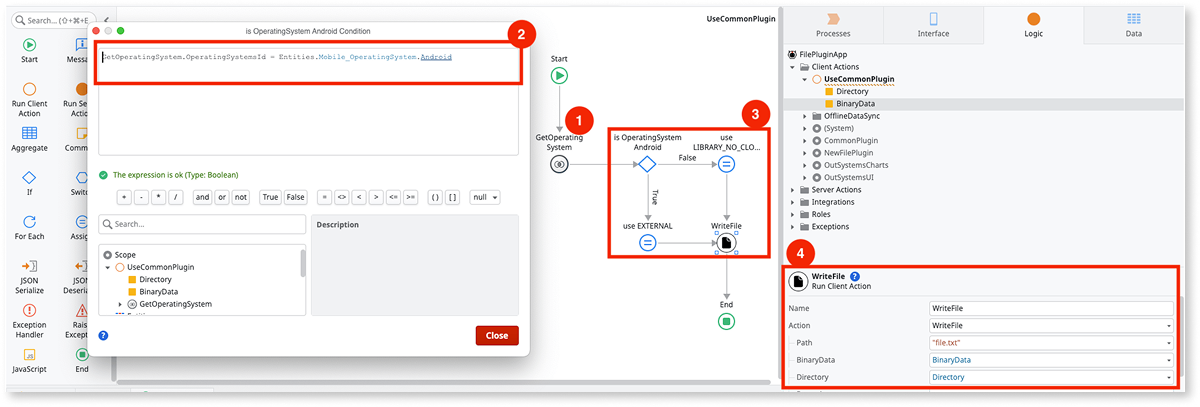 Search... (⇧+⌘+E)
Start
Messa
Run Client
Action
Run Se
Action
Aggregate
Comm
If
Switc
For Each
Assig
JSON
Serialize
JSON
Deseria
Exception
Handler
Rais
Except
JavaScript
End
is OperatingSystem Android Condition
2
GetOperatingSystem.OperatingSystemsId = Entities.Mobile_OperatingSystem.Android
The expression is ok (Type: Boolean)
+ - * / and or not True False = <> < > <= >= ( ) [ ] null
Search...
Scope
UseCommonPlugin
Directory
BinaryData
GetOperatingSystem
Description
? Close
UseCommonPlugin
Start
1
GetOperating
System
3
is OperatingSystem
Android
use
LIBRARY_NO_CLO...
False
True
use EXTERNAL
WriteFile
End
Processes
Interface
Logic
Data
FilePluginApp
Client Actions
UseCommonPlugin
Directory
BinaryData
OfflineDataSync
(System)
CommonPlugin
NewFilePlugin
OutSystemsCharts
OutSystemsUI
Server Actions
Integrations
Roles
Exceptions
4
WriteFile ?
Run Client Action
Name WriteFile
Action WriteFile
Path "file.txt"
BinaryData BinaryData
Directory Directory